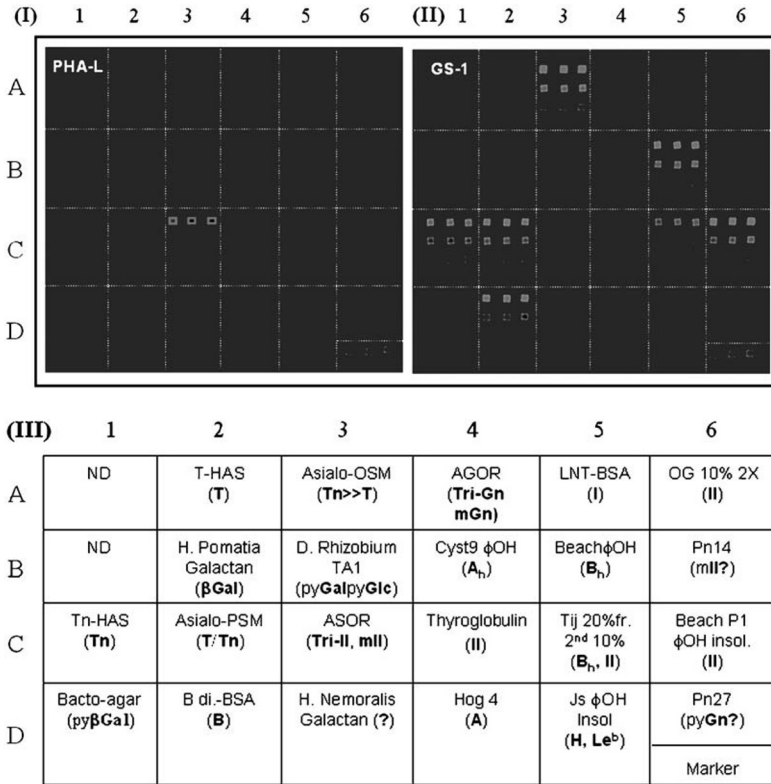 (I) 1 2 3 4 5 6 (II) 1 2 3 4 5 6
PHA-L
GS-1
A
B
C
D
(III) 1 2 3 4 5 6
A
ND
T-HAS
(T)
Asialo-OSM
(Tn>>T)
AGOR
(Tri-Gn
mGn)
LNT-BSA
(I)
OG 10% 2X
(II)
B
ND
H. Pomatia
Galactan
(βGal)
D. Rhizobium
TA1
(pyGalpyGlc)
Cyst9 ϕOH
(Ah)
BeachϕOH
(Bh)
Pn14
(mII?)
C
Tn-HAS
(Tn)
Asialo-PSM
(T/Tn)
ASOR
(Tri-II, mII)
Thyroglobulin
(II)
Tij 20%fr.
2nd 10%
(Bh, II)
Beach P1
ϕOH insol.
(II)
D
Bacto-agar
(pyβGal)
B di.-BSA
(B)
H. Nemoralis
Galactan (?)
Hog 4
(A)
Js ϕOH
Insol
(H, Leb)
Pn27
(pyGn?)
Marker